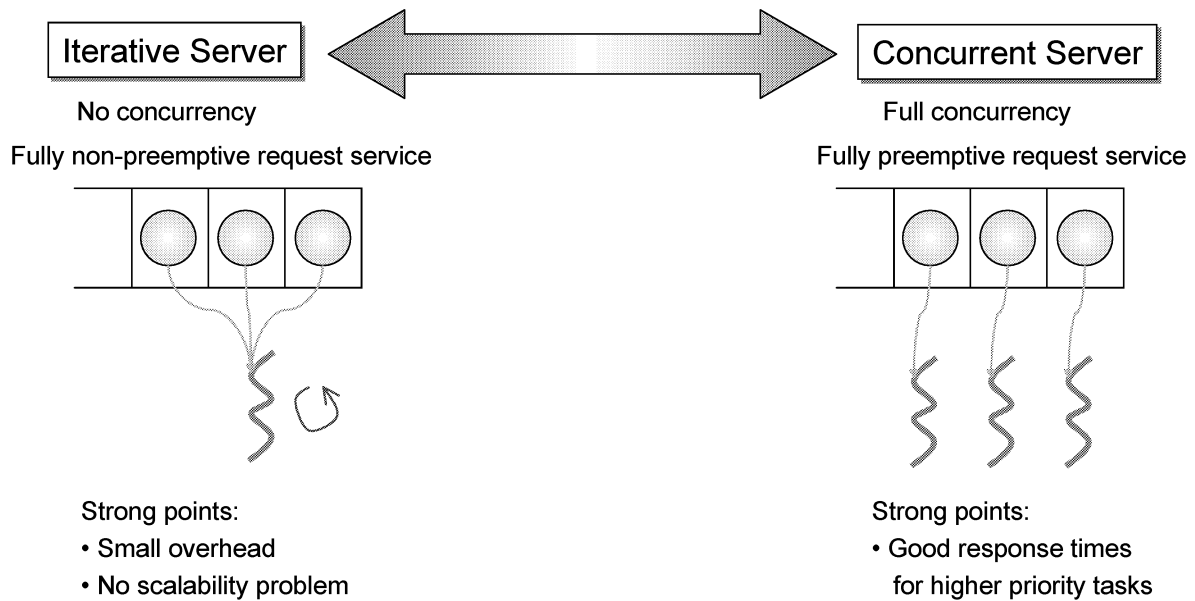 Iterative Server
No concurrency
Fully non-preemptive request service
Strong points:
• Small overhead
• No scalability problem
Concurrent Server
Full concurrency
Fully preemptive request service
Strong points:
• Good response times
for higher priority tasks